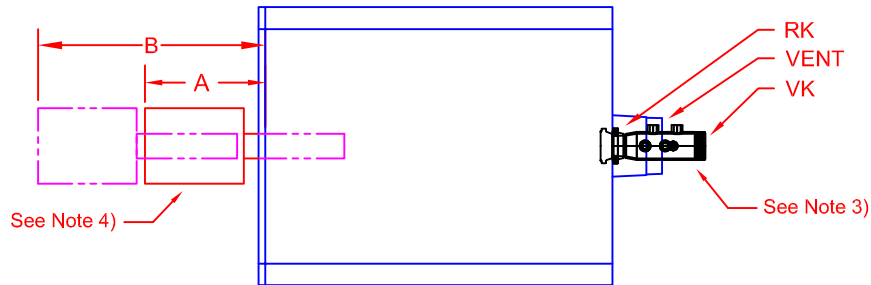 RK
B
VENT
A
VK
See Note 3)
See Note 4)